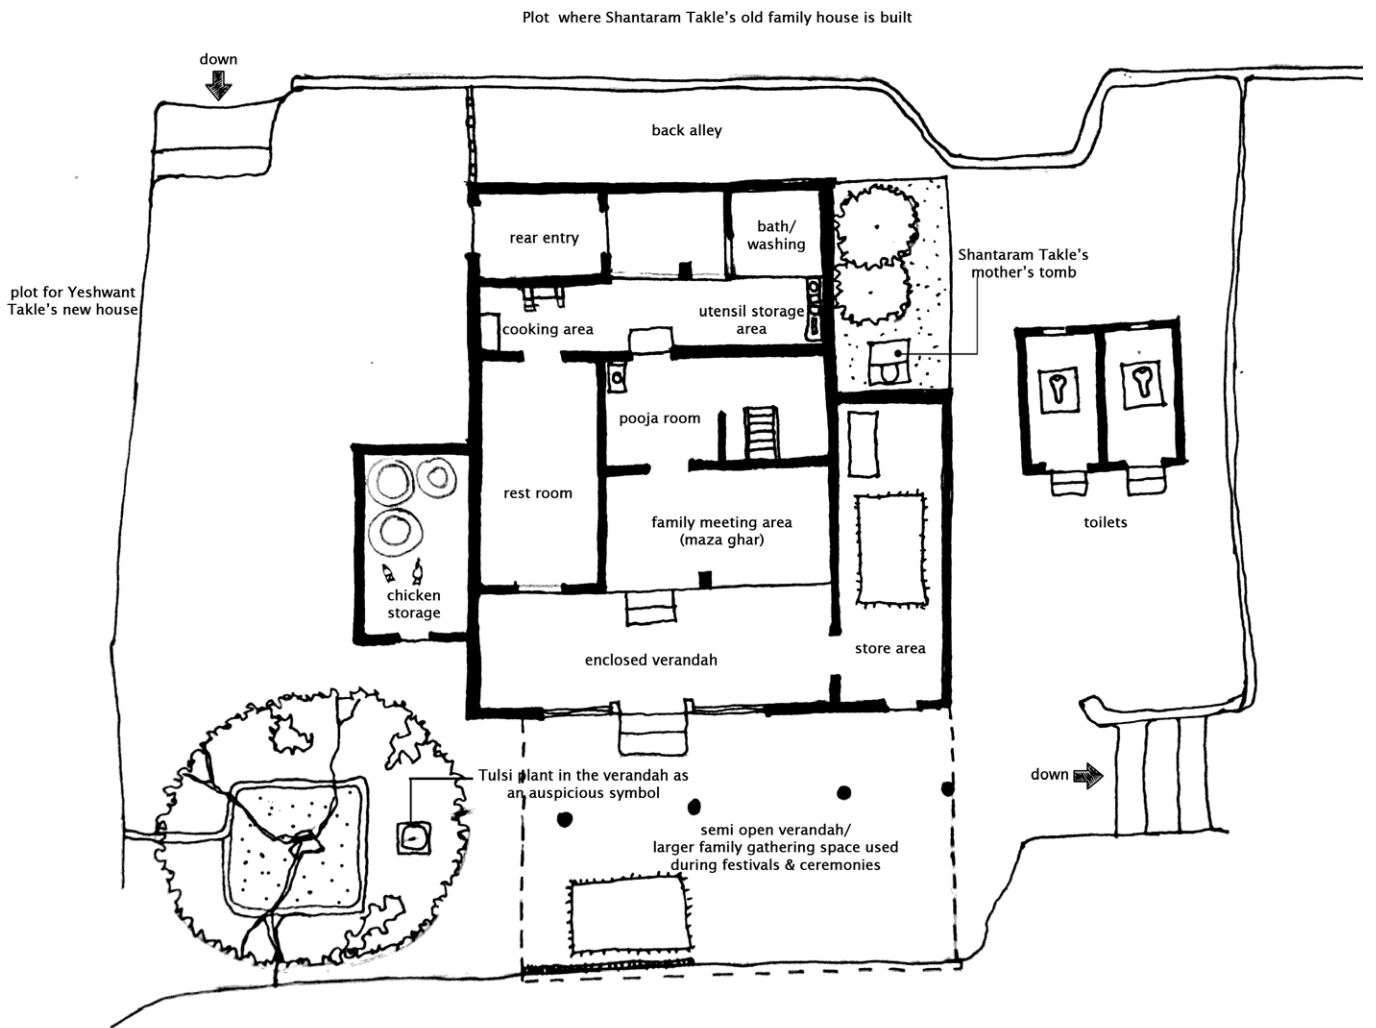 Plot where Shantaram Takle's old family house is built
down
back alley
rear entry
bath/
washing
Shantaram Takle's
mother's tomb
plot for Yeshwant
Takle's new house
cooking area
utensil storage
area
pooja room
rest room
family meeting area
(maza ghar)
toilets
chicken
storage
enclosed verandah
store area
Tulsi plant in the verandah as
an auspicious symbol
down
semi open verandah/
larger family gathering space used
during festivals & ceremonies